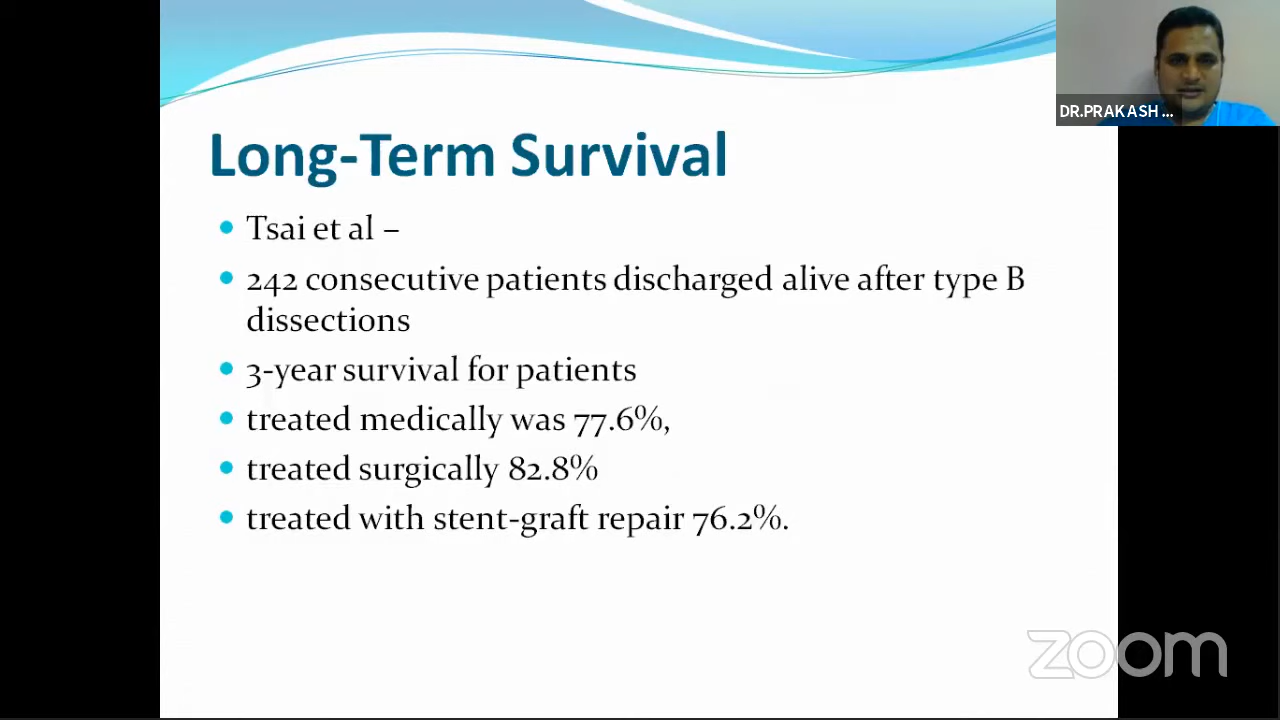 DR.PRAKASH ...
Long-Term Survival
Tsai et al –
242 consecutive patients discharged alive after type B
dissections
3-year survival for patients
treated medically was 77.6%,
treated surgically 82.8%
treated with stent-graft repair 76.2%.
zoom